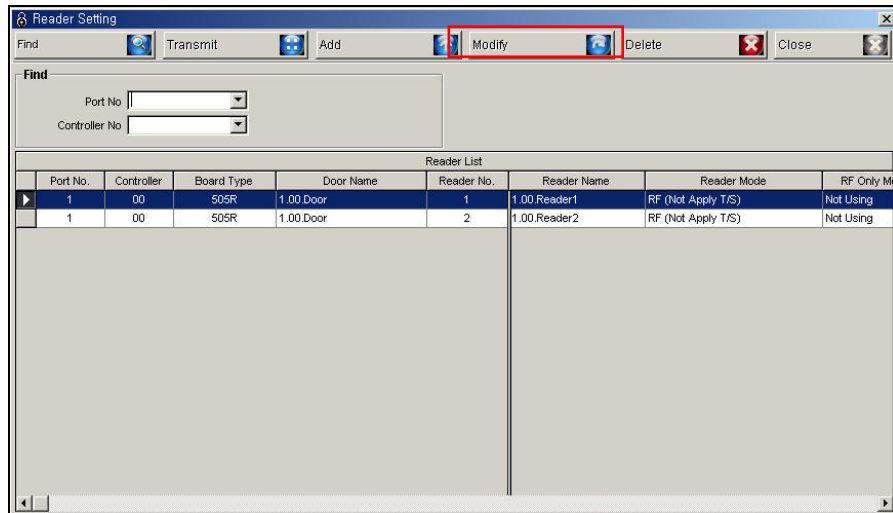 Reader Setting
Find Transmit Add Modify Delete Close
Find
Port No
Controller No
Reader List
Port No. Controller Board Type Door Name Reader No. Reader Name Reader Mode RF Only M
1 00 505R 1.00.Door 1 1.00.Reader1 RF (Not Apply T/S) Not Using
1 00 505R 1.00.Door 2 1.00.Reader2 RF (Not Apply T/S) Not Using